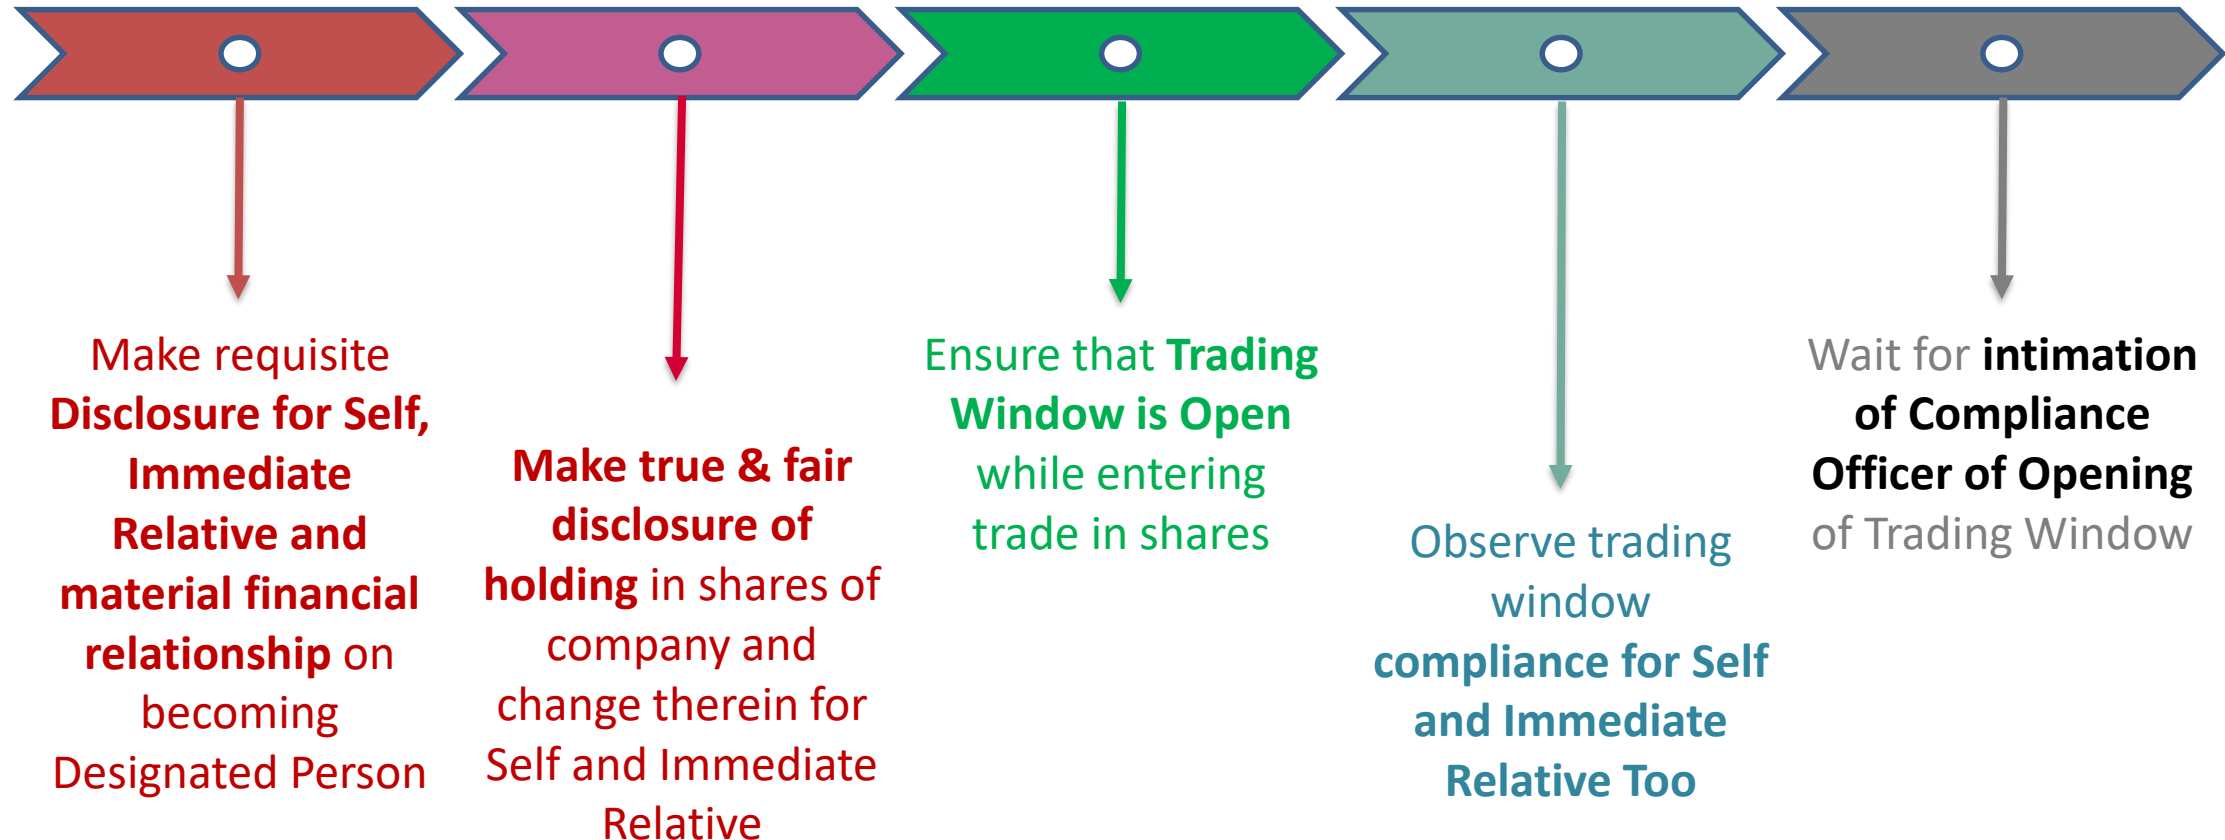 Make requisite
Disclosure for Self,
Immediate
Relative and
material financial
relationship on
becoming
Designated Person
Make true & fair
disclosure of
holding in shares of
company and
change therein for
Self and Immediate
Relative
Ensure that Trading
Window is Open
while entering
trade in shares
Observe trading
window
compliance for Self
and Immediate
Relative Too
Wait for intimation
of Compliance
Officer of Opening
of Trading Window